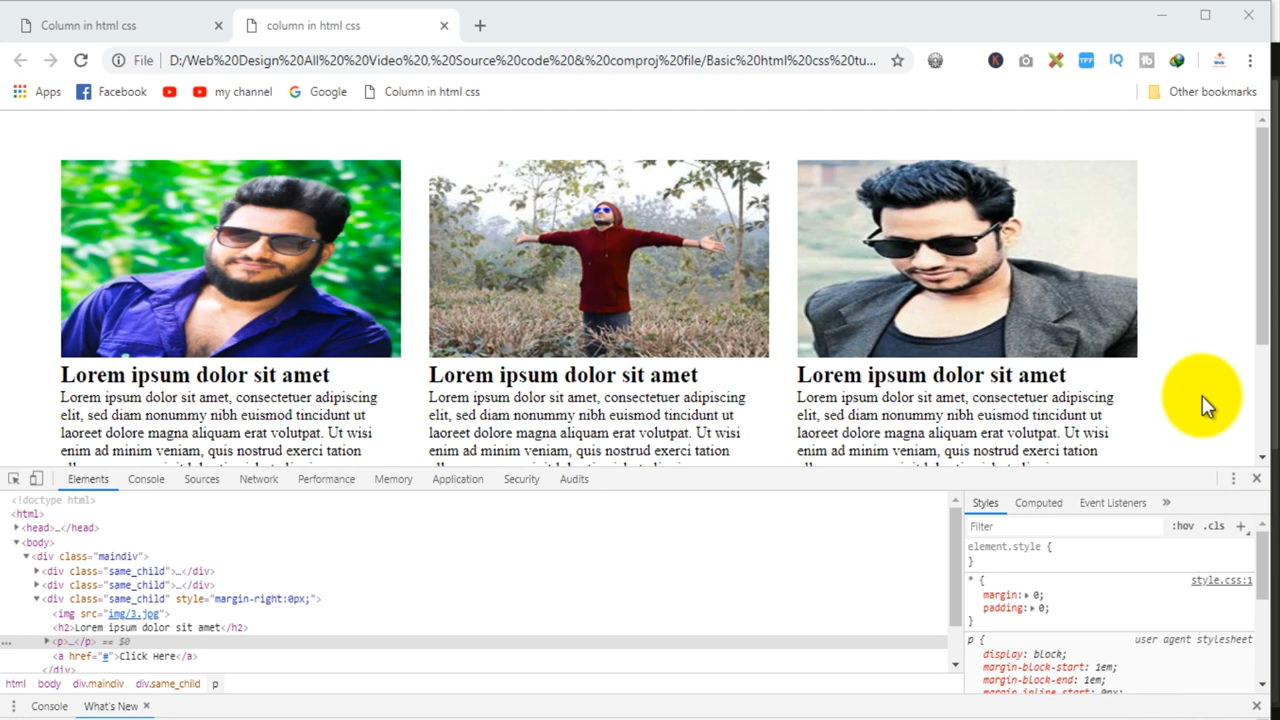 Column in html css
column in html css
File D:/Web%20Design%20All%20%20Video%20,%20Source%20code%20&%20comproj%20file/Basic%20html%20css%20tu...
Apps Facebook my channel Google Column in html css Other bookmarks
Lorem ipsum dolor sit amet
Lorem ipsum dolor sit amet, consectetuer adipiscing
elit, sed diam nonummy nibh euismod tincidunt ut
laoreet dolore magna aliquam erat volutpat. Ut wisi
enim ad minim veniam, quis nostrud exerci tation
Lorem ipsum dolor sit amet
Lorem ipsum dolor sit amet, consectetuer adipiscing
elit, sed diam nonummy nibh euismod tincidunt ut
laoreet dolore magna aliquam erat volutpat. Ut wisi
enim ad minim veniam, quis nostrud exerci tation
Lorem ipsum dolor sit amet
Lorem ipsum dolor sit amet, consectetuer adipiscing
elit, sed diam nonummy nibh euismod tincidunt ut
laoreet dolore magna aliquam erat volutpat. Ut wisi
enim ad minim veniam, quis nostrud exerci tation
Elements Console Sources Network Performance Memory Application Security Audits
<!doctype html>
<html>
<head>…</head>
<body>
<div class="maindiv">
<div class="same_child">…</div>
<div class="same_child">…</div>
<div class="same_child" style="margin-right:0px;">
<img src="img/3.jpg">
<h2>Lorem ipsum dolor sit amet</h2>
<p>…</p> == $0
<a href="#">Click Here</a>
</div>
html body div.maindiv div.same_child p
Styles Computed Event Listeners »
Filter :hov .cls +
element.style {
}
* { style.css:1
margin: 0;
padding: 0;
}
p { user agent stylesheet
display: block;
margin-block-start: 1em;
margin-block-end: 1em;
margin-inline-start: 0px;
Console What's New ×